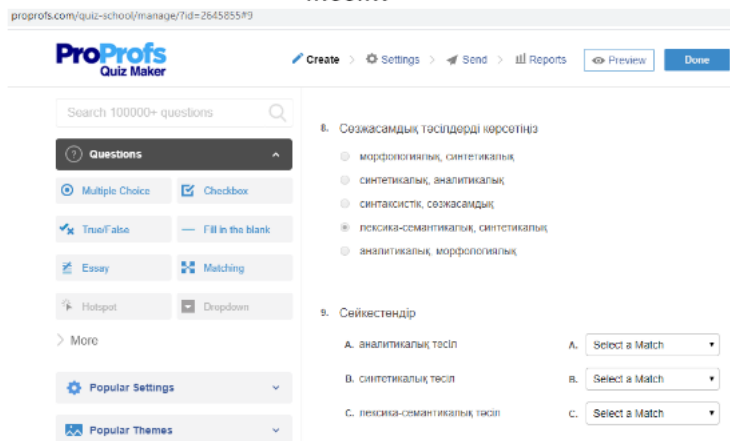 proprofs.com/quiz-school/manage/?id=2645855#9
ProProfs
Quiz Maker
Create > Settings > Send > Reports
Preview
Done
Search 100000+ questions
Questions
Multiple Choice
Checkbox
True/False
Fill in the blank
Essay
Matching
Hotspot
Dropdown
> More
Popular Settings
Popular Themes
8. Сөзжасамдық тәсілдерді көрсетіңіз
морфологиялық, синтетикалық
синтетикалық, аналитикалық
синтаксистік, сөзжасамдық
лексика-семантикалық, синтетикалық
аналитикалық, морфологиялық
9. Сәйкестендір
A. аналитикалық тәсіл
A. Select a Match
B. синтетикалық тәсіл
B. Select a Match
C. лексика-семантикалық тәсіл
C. Select a Match